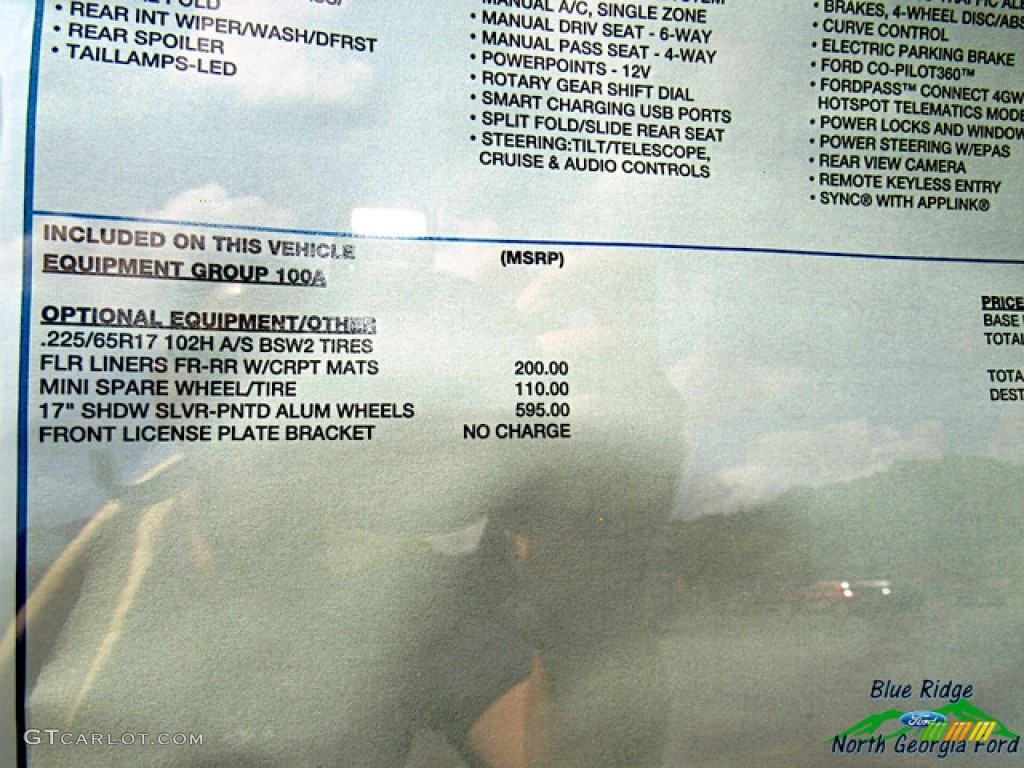 • REAR INT WIPER/WASH/DFRST
• REAR SPOILER
• TAILLAMPS-LED
MANUAL A/C, SINGLE ZONE
• MANUAL DRIV SEAT - 6-WAY
• MANUAL PASS SEAT - 4-WAY
• POWERPOINTS - 12V
• ROTARY GEAR SHIFT DIAL
• SMART CHARGING USB PORTS
• SPLIT FOLD/SLIDE REAR SEAT
• STEERING:TILT/TELESCOPE,
CRUISE & AUDIO CONTROLS
• BRAKES, 4-WHEEL DISC/ABS
• CURVE CONTROL
• ELECTRIC PARKING BRAKE
• FORD CO-PILOT360™
• FORDPASS™ CONNECT 4GW
HOTSPOT TELEMATICS MODE
• POWER LOCKS AND WINDOW
• POWER STEERING W/EPAS
• REAR VIEW CAMERA
• REMOTE KEYLESS ENTRY
• SYNC® WITH APPLINK®
INCLUDED ON THIS VEHICLE (MSRP)
EQUIPMENT GROUP 100A
OPTIONAL EQUIPMENT/OTHER
.225/65R17 102H A/S BSW2 TIRES
FLR LINERS FR-RR W/CRPT MATS 200.00
MINI SPARE WHEEL/TIRE 110.00
17" SHDW SLVR-PNTD ALUM WHEELS 595.00
FRONT LICENSE PLATE BRACKET NO CHARGE
PRICE
BASE
TOTAL
TOTA
DEST
GTCARLOT.COM
Blue Ridge
Ford
North Georgia Ford